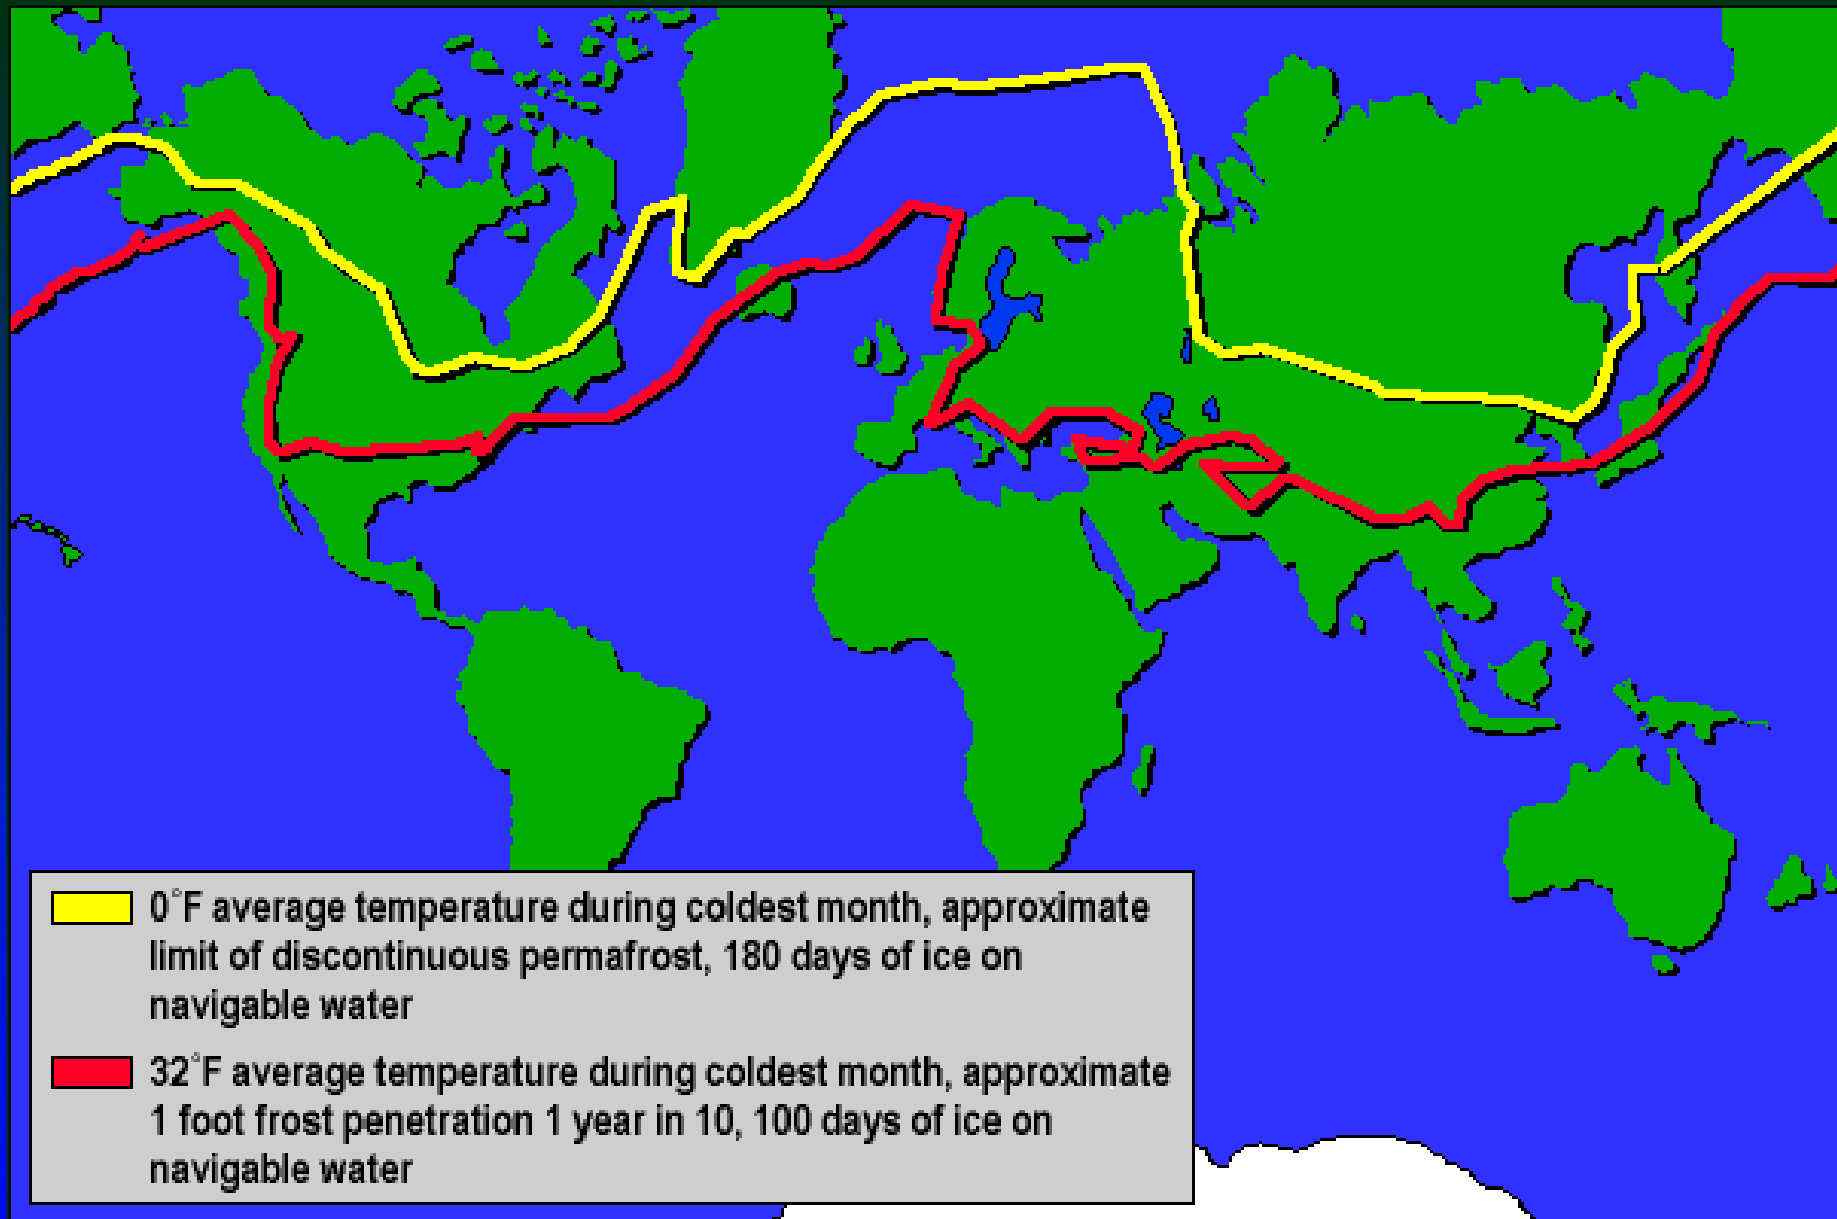 0°F average temperature during coldest month, approximate
limit of discontinuous permafrost, 180 days of ice on
navigable water
32°F average temperature during coldest month, approximate
1 foot frost penetration 1 year in 10, 100 days of ice on
navigable water